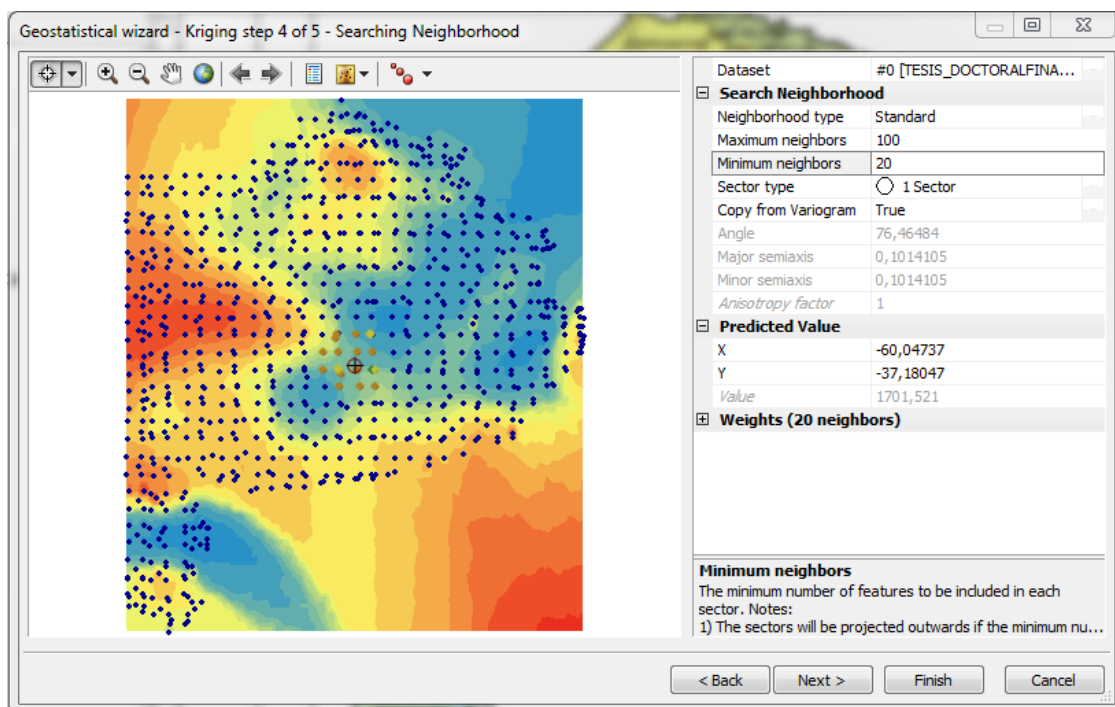 Geostatistical wizard - Kriging step 4 of 5 - Searching Neighborhood
Dataset #0 [TESIS_DOCTORALFINA...
Search Neighborhood
Neighborhood type Standard
Maximum neighbors 100
Minimum neighbors 20
Sector type 1 Sector
Copy from Variogram True
Angle 76,46484
Major semiaxis 0,1014105
Minor semiaxis 0,1014105
Anisotropy factor 1
Predicted Value
X -60,04737
Y -37,18047
Value 1701,521
Weights (20 neighbors)
Minimum neighbors
The minimum number of features to be included in each
sector. Notes:
1) The sectors will be projected outwards if the minimum nu...
< Back Next > Finish Cancel